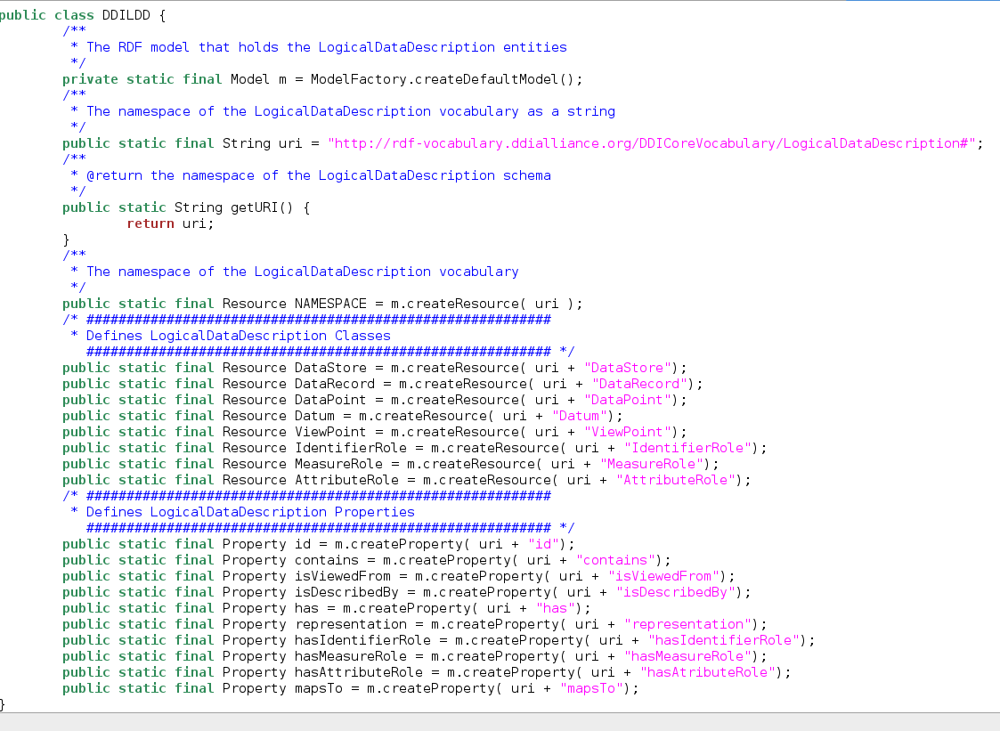 public class DDILDD {
/**
* The RDF model that holds the LogicalDataDescription entities
*/
private static final Model m = ModelFactory.createDefaultModel();
/**
* The namespace of the LogicalDataDescription vocabulary as a string
*/
public static final String uri = "http://rdf-vocabulary.ddialliance.org/DDICoreVocabulary/LogicalDataDescription#";
/**
* @return the namespace of the LogicalDataDescription schema
*/
public static String getURI() {
return uri;
}
/**
* The namespace of the LogicalDataDescription vocabulary
*/
public static final Resource NAMESPACE = m.createResource( uri );
/* ##########################################################
* Defines LogicalDataDescription Classes
########################################################## */
public static final Resource DataStore = m.createResource( uri + "DataStore");
public static final Resource DataRecord = m.createResource( uri + "DataRecord");
public static final Resource DataPoint = m.createResource( uri + "DataPoint");
public static final Resource Datum = m.createResource( uri + "Datum");
public static final Resource ViewPoint = m.createResource( uri + "ViewPoint");
public static final Resource IdentifierRole = m.createResource( uri + "IdentifierRole");
public static final Resource MeasureRole = m.createResource( uri + "MeasureRole");
public static final Resource AttributeRole = m.createResource( uri + "AttributeRole");
/* ##########################################################
* Defines LogicalDataDescription Properties
########################################################## */
public static final Property id = m.createProperty( uri + "id");
public static final Property contains = m.createProperty( uri + "contains");
public static final Property isViewedFrom = m.createProperty( uri + "isViewedFrom");
public static final Property isDescribedBy = m.createProperty( uri + "isDescribedBy");
public static final Property has = m.createProperty( uri + "has");
public static final Property representation = m.createProperty( uri + "representation");
public static final Property hasIdentifierRole = m.createProperty( uri + "hasIdentifierRole");
public static final Property hasMeasureRole = m.createProperty( uri + "hasMeasureRole");
public static final Property hasAttributeRole = m.createProperty( uri + "hasAtributeRole");
public static final Property mapsTo = m.createProperty( uri + "mapsTo");
}